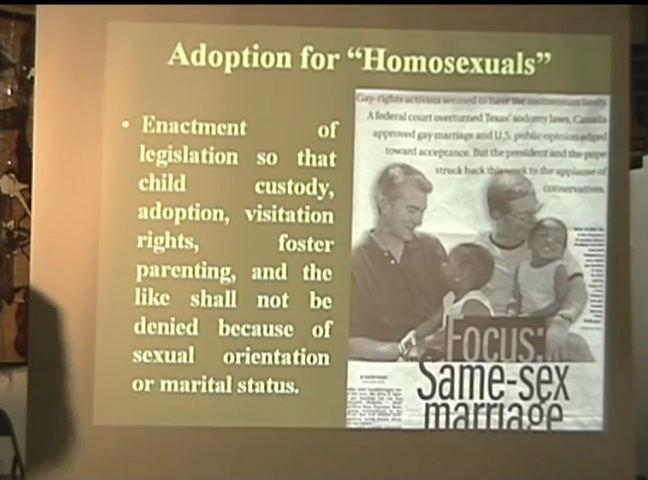 Adoption for “Homosexuals”
• Enactment of
legislation so that
child custody,
adoption, visitation
rights, foster
parenting, and the
like shall not be
denied because of
sexual orientation
or marital status.
Gay-rights activists seemed to have the momentum lately.
A federal court overturned Texas' sodomy laws, Canada
approved gay marriage and U.S. public opinion edged
toward acceptance. But the president and the pope
struck back this week to the applause of
conservatives.
Focus:
Same-sex
marriage